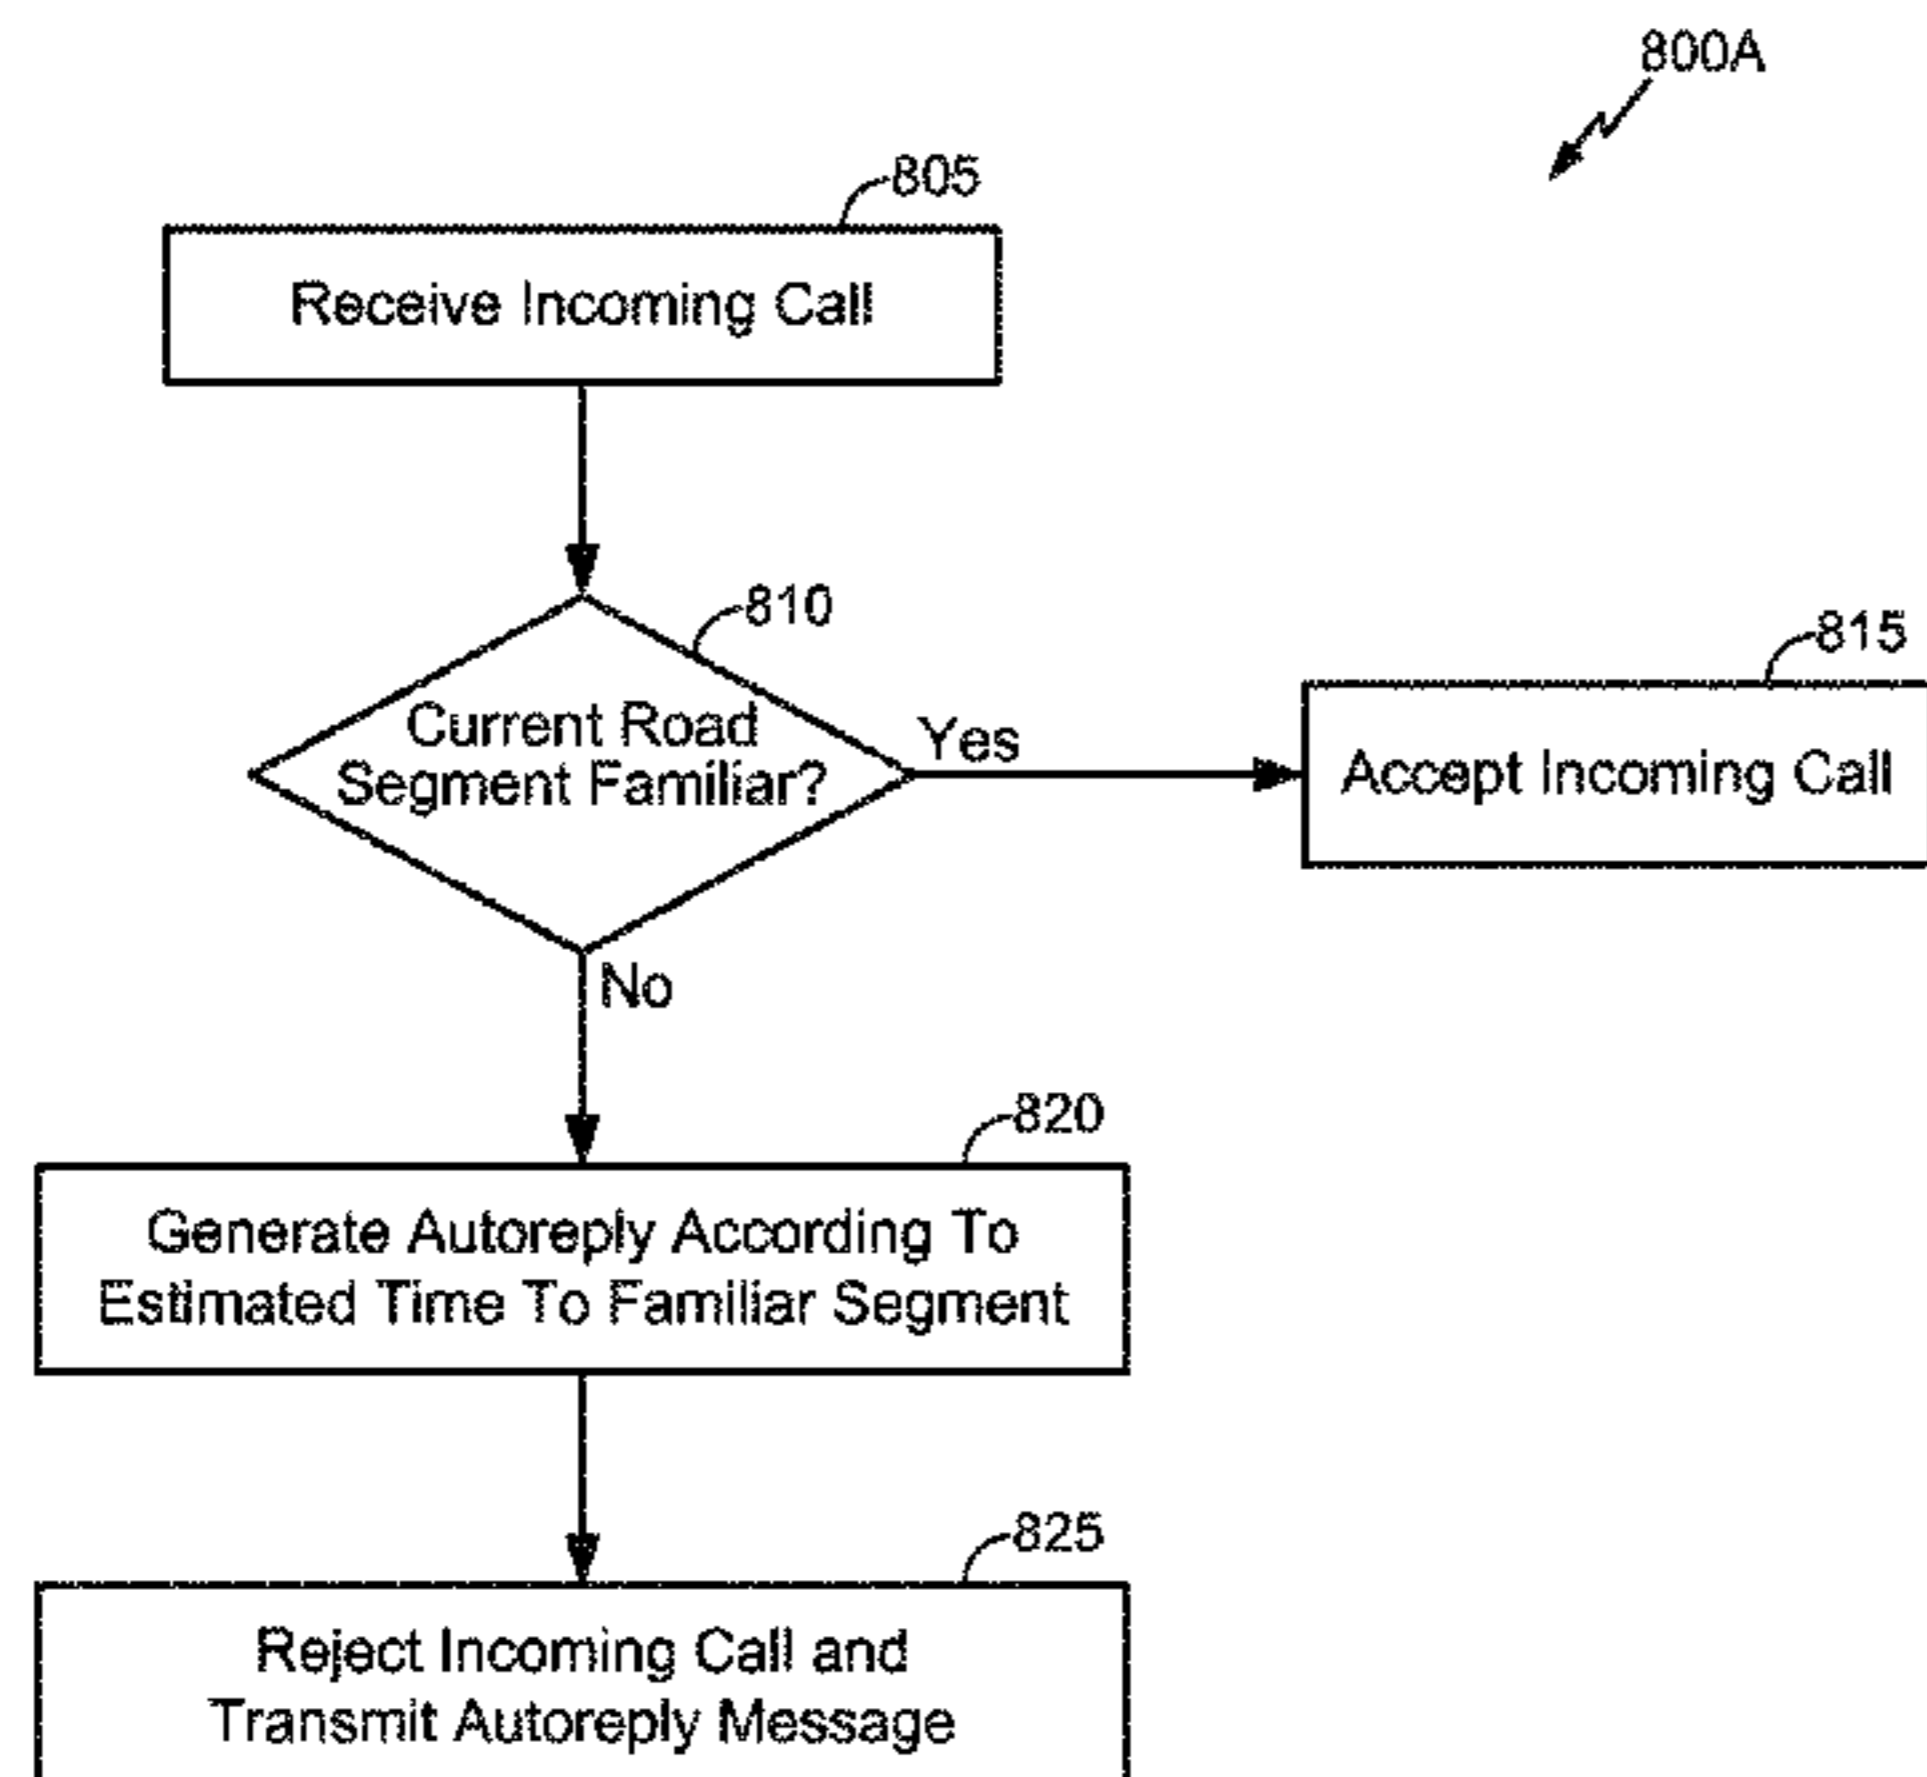 800A
805
Receive Incoming Call
810
Current Road
Segment Familiar?
Yes
815
Accept Incoming Call
No
820
Generate Autoreply According To
Estimated Time To Familiar Segment
825
Reject Incoming Call and
Transmit Autoreply Message